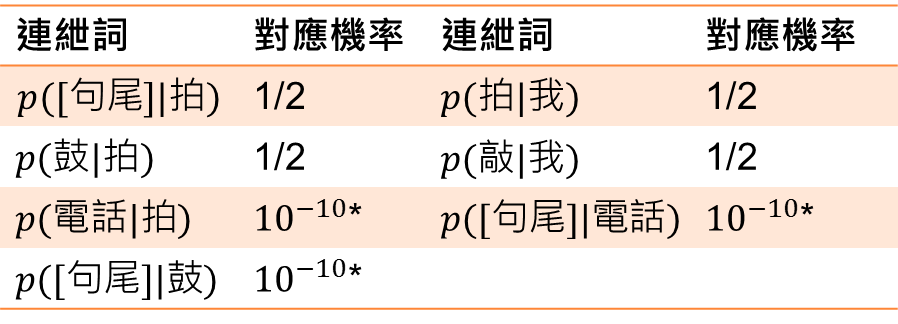 連紲詞 對應機率 連紲詞 對應機率
p([句尾]|拍) 1/2 p(拍|我) 1/2
p(鼓|拍) 1/2 p(敲|我) 1/2
p(電話|拍) 10⁻¹⁰* p([句尾]|電話) 10⁻¹⁰*
p([句尾]|鼓) 10⁻¹⁰*